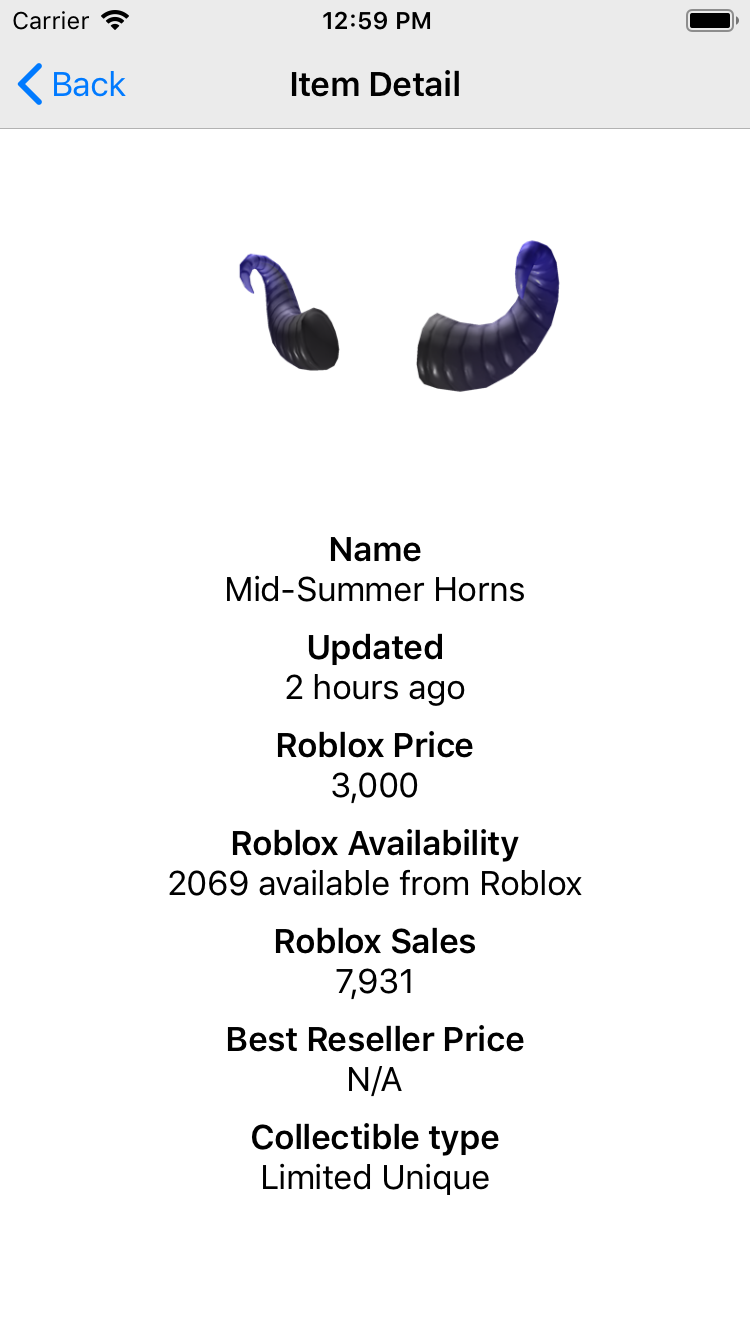 Carrier 12:59 PM
Back Item Detail
Name
Mid-Summer Horns
Updated
2 hours ago
Roblox Price
3,000
Roblox Availability
2069 available from Roblox
Roblox Sales
7,931
Best Reseller Price
N/A
Collectible type
Limited Unique